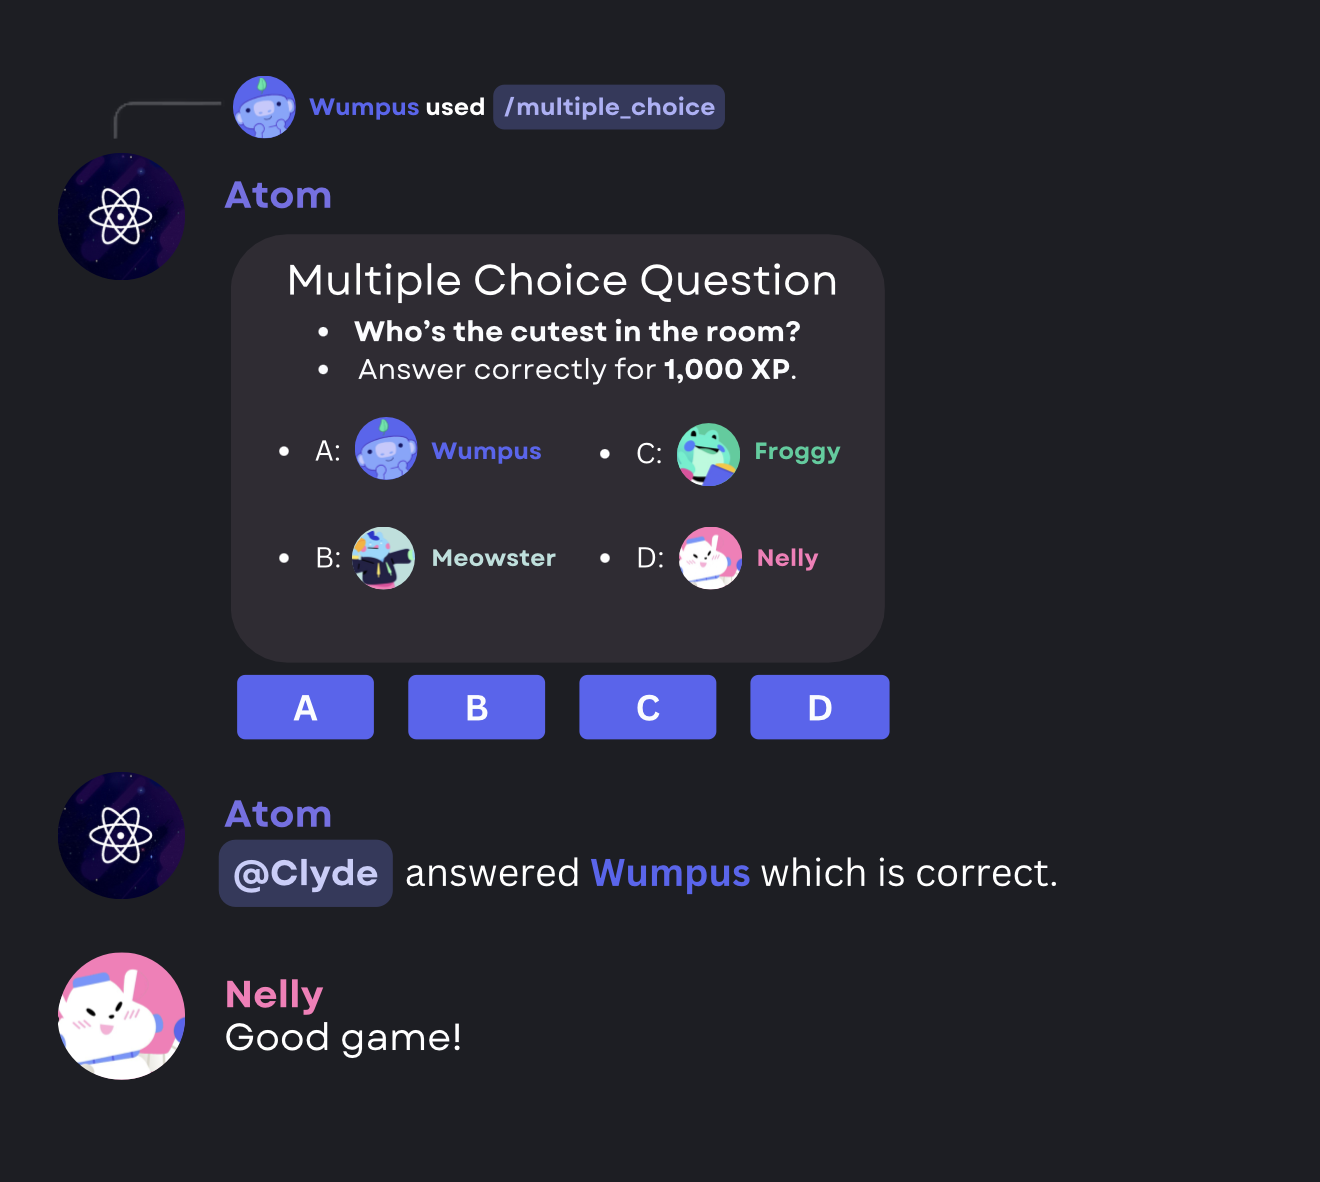 Wumpus used /multiple_choice
Atom
Multiple Choice Question
• Who's the cutest in the room?
• Answer correctly for 1,000 XP.
• A: Wumpus
• C: Froggy
• B: Meowster
• D: Nelly
A B C D
Atom
@Clyde answered Wumpus which is correct.
Nelly
Good game!